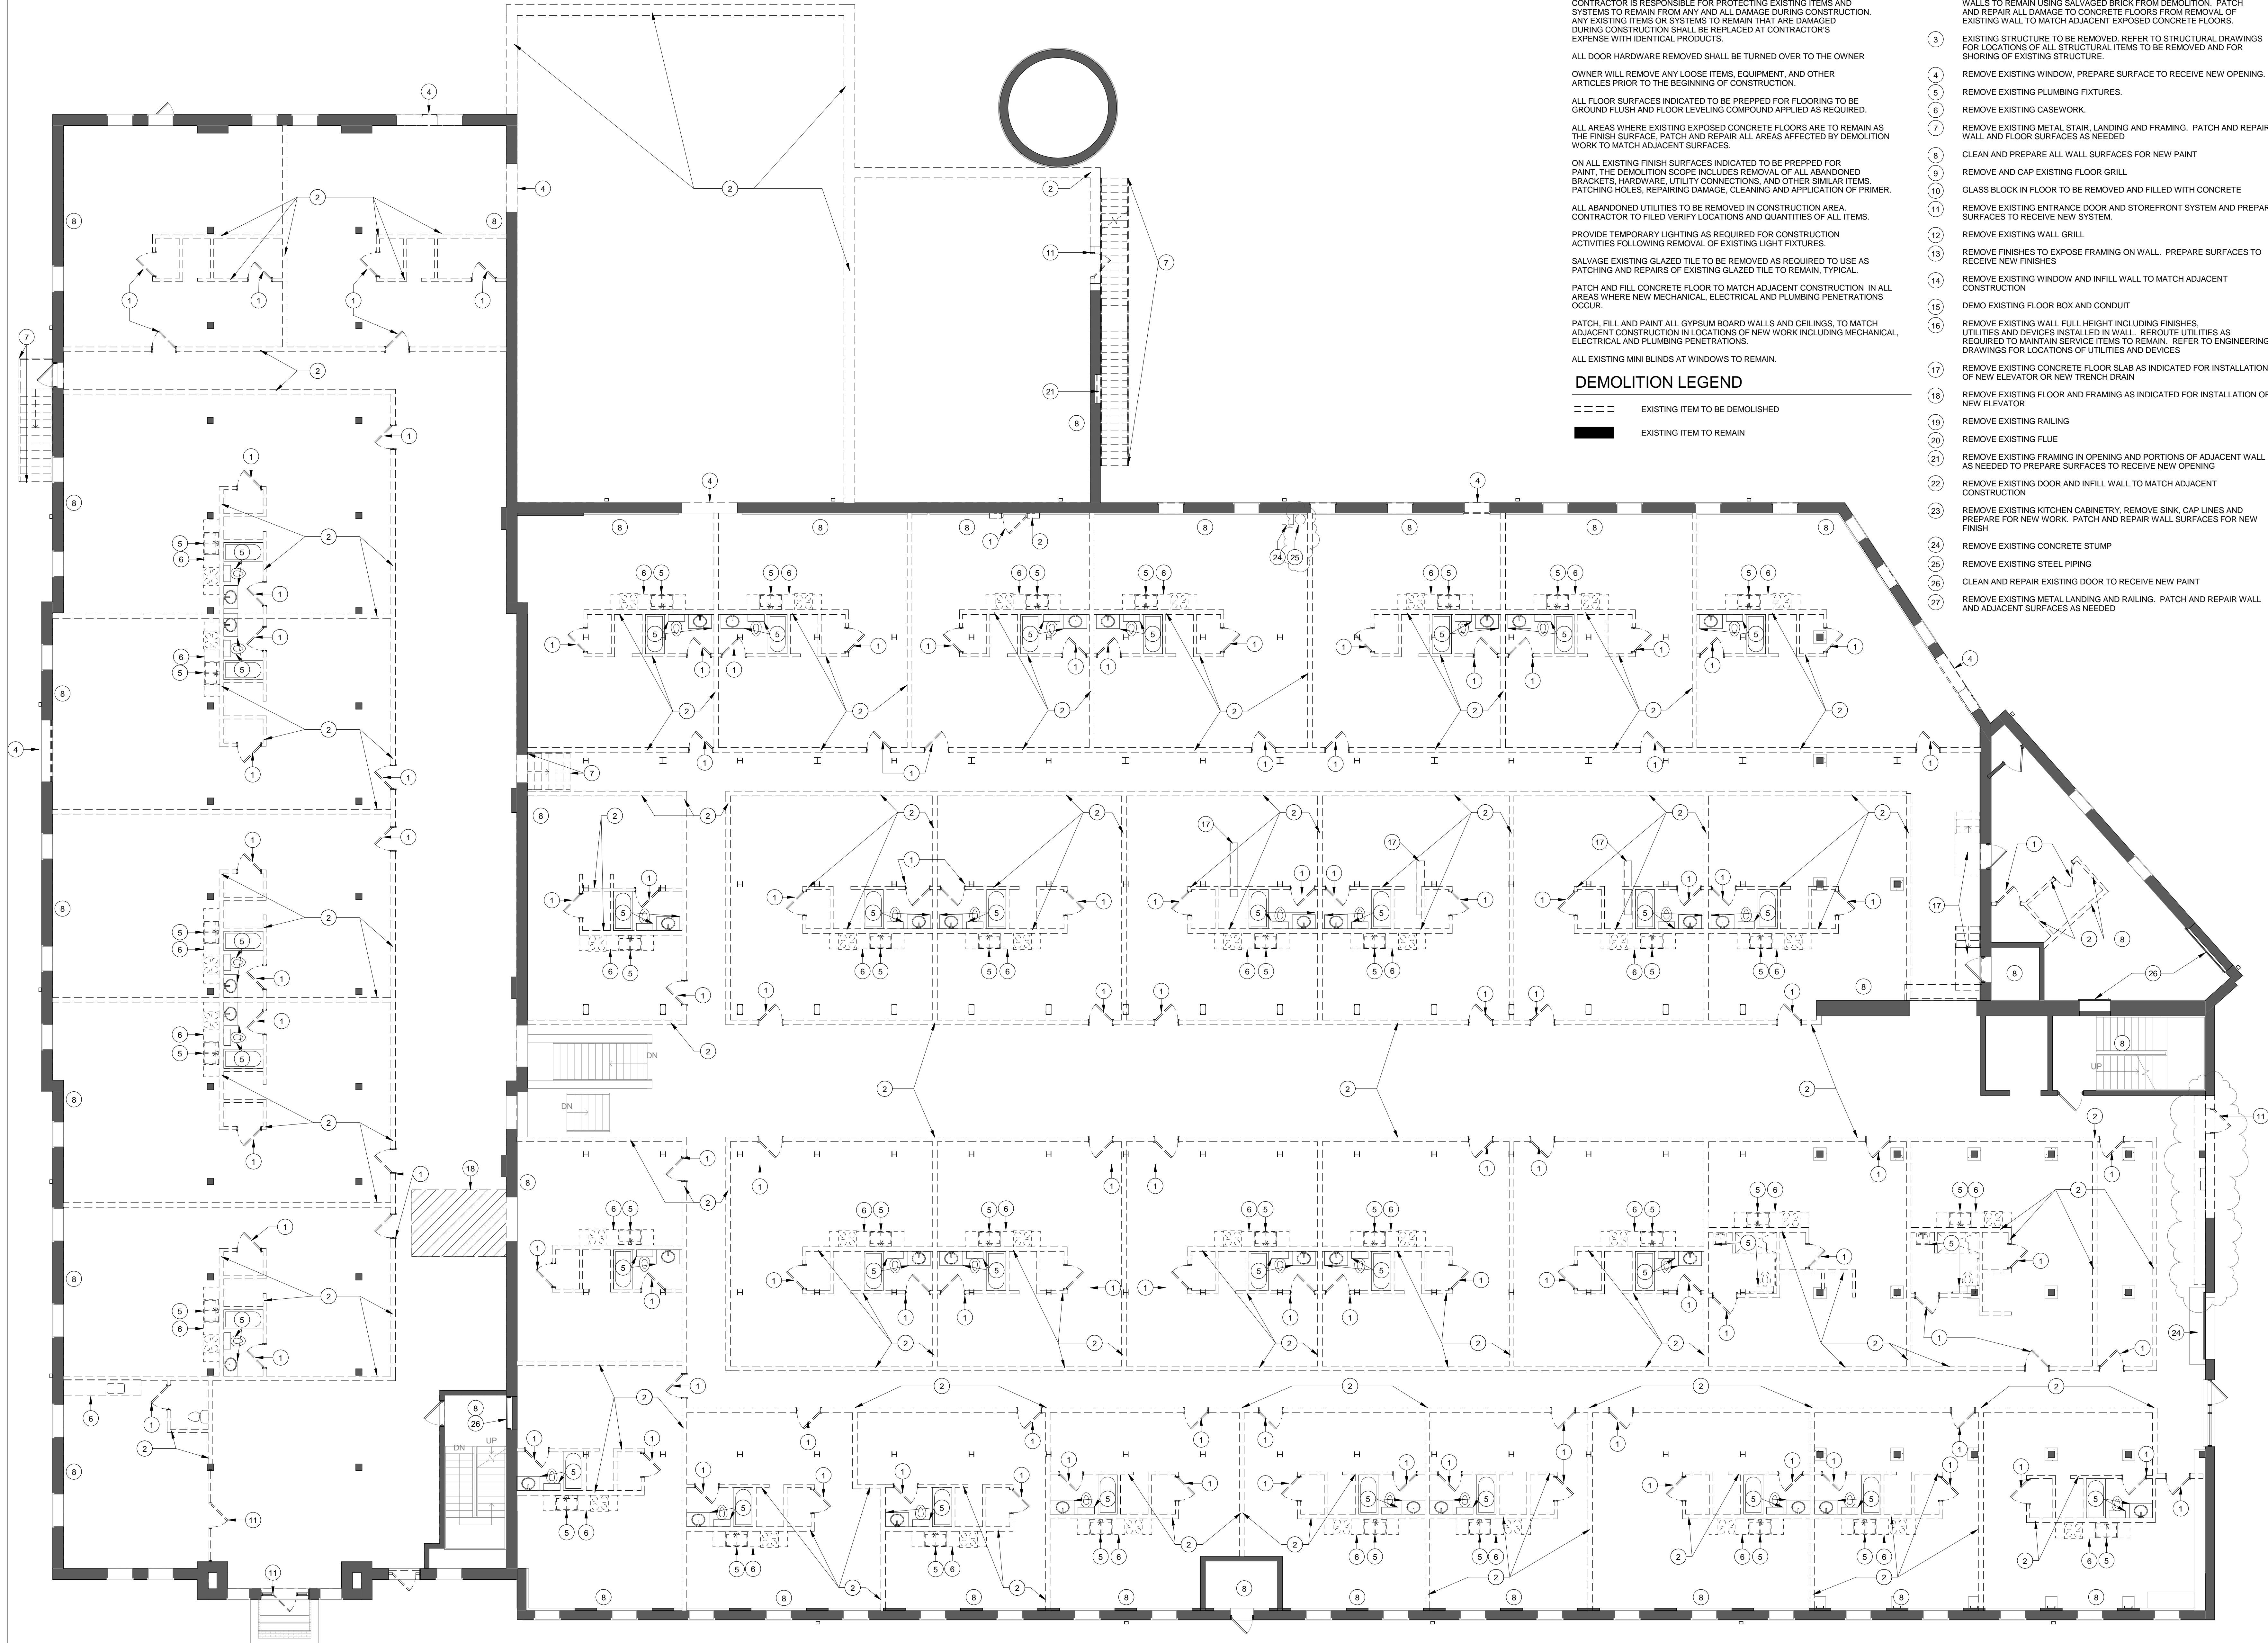 CONTRACTOR IS RESPONSIBLE FOR PROTECTING EXISTING ITEMS AND
SYSTEMS TO REMAIN FROM ANY AND ALL DAMAGE DURING CONSTRUCTION.
ANY EXISTING ITEMS OR SYSTEMS TO REMAIN THAT ARE DAMAGED
DURING CONSTRUCTION SHALL BE REPLACED AT CONTRACTOR'S
EXPENSE WITH IDENTICAL PRODUCTS.
ALL DOOR HARDWARE REMOVED SHALL BE TURNED OVER TO THE OWNER
OWNER WILL REMOVE ANY LOOSE ITEMS, EQUIPMENT, AND OTHER
ARTICLES PRIOR TO THE BEGINNING OF CONSTRUCTION.
ALL FLOOR SURFACES INDICATED TO BE PREPPED FOR FLOORING TO BE
GROUND FLUSH AND FLOOR LEVELING COMPOUND APPLIED AS REQUIRED.
ALL AREAS WHERE EXISTING EXPOSED CONCRETE FLOORS ARE TO REMAIN AS
THE FINISH SURFACE, PATCH AND REPAIR ALL AREAS AFFECTED BY DEMOLITION
WORK TO MATCH ADJACENT SURFACES.
ON ALL EXISTING FINISH SURFACES INDICATED TO BE PREPPED FOR
PAINT, THE DEMOLITION SCOPE INCLUDES REMOVAL OF ALL ABANDONED
BRACKETS, HARDWARE, UTILITY CONNECTIONS, AND OTHER SIMILAR ITEMS.
PATCHING HOLES, REPAIRING DAMAGE, CLEANING AND APPLICATION OF PRIMER.
ALL ABANDONED UTILITIES TO BE REMOVED IN CONSTRUCTION AREA.
CONTRACTOR TO FILED VERIFY LOCATIONS AND QUANTITIES OF ALL ITEMS.
PROVIDE TEMPORARY LIGHTING AS REQUIRED FOR CONSTRUCTION
ACTIVITIES FOLLOWING REMOVAL OF EXISTING LIGHT FIXTURES.
SALVAGE EXISTING GLAZED TILE TO BE REMOVED AS REQUIRED TO USE AS
PATCHING AND REPAIRS OF EXISTING GLAZED TILE TO REMAIN, TYPICAL.
PATCH AND FILL CONCRETE FLOOR TO MATCH ADJACENT CONSTRUCTION IN ALL
AREAS WHERE NEW MECHANICAL, ELECTRICAL AND PLUMBING PENETRATIONS
OCCUR.
PATCH, FILL AND PAINT ALL GYPSUM BOARD WALLS AND CEILINGS, TO MATCH
ADJACENT CONSTRUCTION IN LOCATIONS OF NEW WORK INCLUDING MECHANICAL,
ELECTRICAL AND PLUMBING PENETRATIONS.
ALL EXISTING MINI BLINDS AT WINDOWS TO REMAIN.
DEMOLITION LEGEND
EXISTING ITEM TO BE DEMOLISHED
EXISTING ITEM TO REMAIN
WALLS TO REMAIN USING SALVAGED BRICK FROM DEMOLITION. PATCH
AND REPAIR ALL DAMAGE TO CONCRETE FLOORS FROM REMOVAL OF
EXISTING WALL TO MATCH ADJACENT EXPOSED CONCRETE FLOORS.
3 EXISTING STRUCTURE TO BE REMOVED. REFER TO STRUCTURAL DRAWINGS
FOR LOCATIONS OF ALL STRUCTURAL ITEMS TO BE REMOVED AND FOR
SHORING OF EXISTING STRUCTURE.
4 REMOVE EXISTING WINDOW, PREPARE SURFACE TO RECEIVE NEW OPENING.
5 REMOVE EXISTING PLUMBING FIXTURES.
6 REMOVE EXISTING CASEWORK.
7 REMOVE EXISTING METAL STAIR, LANDING AND FRAMING. PATCH AND REPAIR
WALL AND FLOOR SURFACES AS NEEDED
8 CLEAN AND PREPARE ALL WALL SURFACES FOR NEW PAINT
9 REMOVE AND CAP EXISTING FLOOR GRILL
10 GLASS BLOCK IN FLOOR TO BE REMOVED AND FILLED WITH CONCRETE
11 REMOVE EXISTING ENTRANCE DOOR AND STOREFRONT SYSTEM AND PREPAR
SURFACES TO RECEIVE NEW SYSTEM.
12 REMOVE EXISTING WALL GRILL
13 REMOVE FINISHES TO EXPOSE FRAMING ON WALL. PREPARE SURFACES TO
RECEIVE NEW FINISHES
14 REMOVE EXISTING WINDOW AND INFILL WALL TO MATCH ADJACENT
CONSTRUCTION
15 DEMO EXISTING FLOOR BOX AND CONDUIT
16 REMOVE EXISTING WALL FULL HEIGHT INCLUDING FINISHES,
UTILITIES AND DEVICES INSTALLED IN WALL. REROUTE UTILITIES AS
REQUIRED TO MAINTAIN SERVICE ITEMS TO REMAIN. REFER TO ENGINEERING
DRAWINGS FOR LOCATIONS OF UTILITIES AND DEVICES
17 REMOVE EXISTING CONCRETE FLOOR SLAB AS INDICATED FOR INSTALLATION
OF NEW ELEVATOR OR NEW TRENCH DRAIN
18 REMOVE EXISTING FLOOR AND FRAMING AS INDICATED FOR INSTALLATION OF
NEW ELEVATOR
19 REMOVE EXISTING RAILING
20 REMOVE EXISTING FLUE
21 REMOVE EXISTING FRAMING IN OPENING AND PORTIONS OF ADJACENT WALL
AS NEEDED TO PREPARE SURFACES TO RECEIVE NEW OPENING
22 REMOVE EXISTING DOOR AND INFILL WALL TO MATCH ADJACENT
CONSTRUCTION
23 REMOVE EXISTING KITCHEN CABINETRY, REMOVE SINK, CAP LINES AND
PREPARE FOR NEW WORK. PATCH AND REPAIR WALL SURFACES FOR NEW
FINISH
24 REMOVE EXISTING CONCRETE STUMP
25 REMOVE EXISTING STEEL PIPING
26 CLEAN AND REPAIR EXISTING DOOR TO RECEIVE NEW PAINT
27 REMOVE EXISTING METAL LANDING AND RAILING. PATCH AND REPAIR WALL
AND ADJACENT SURFACES AS NEEDED
DN
DN
UP
UP
DN